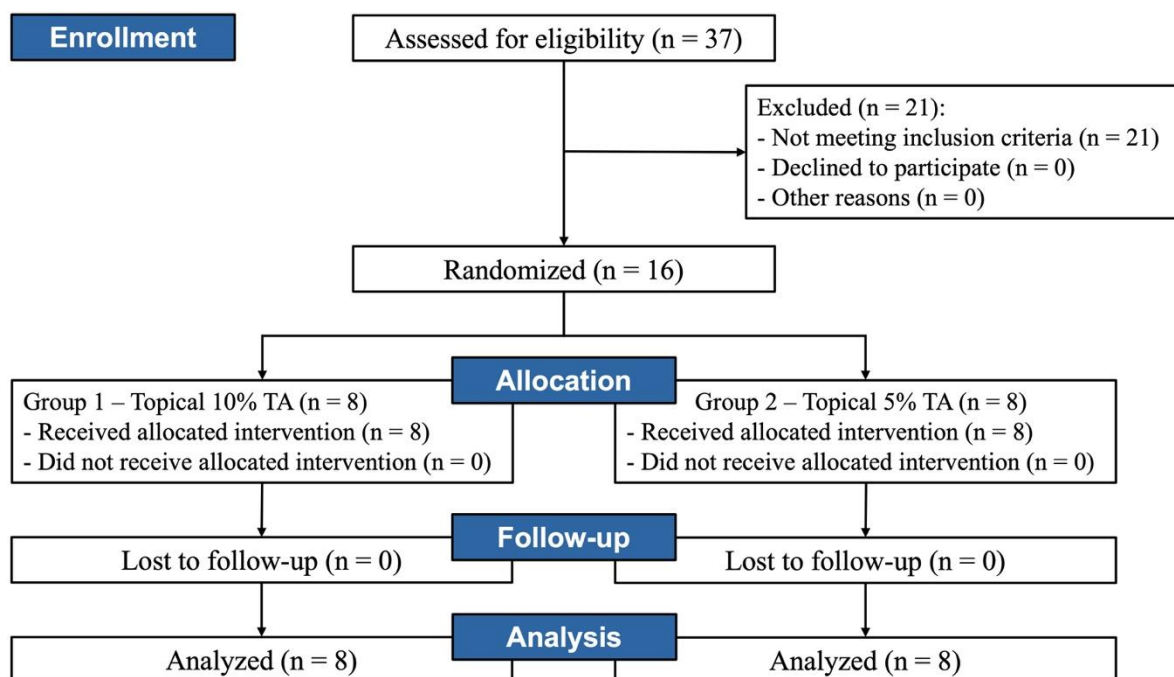 Enrollment
Assessed for eligibility (n = 37)
Excluded (n = 21):
- Not meeting inclusion criteria (n = 21)
- Declined to participate (n = 0)
- Other reasons (n = 0)
Randomized (n = 16)
Allocation
Group 1 – Topical 10% TA (n = 8)
- Received allocated intervention (n = 8)
- Did not receive allocated intervention (n = 0)
Group 2 – Topical 5% TA (n = 8)
- Received allocated intervention (n = 8)
- Did not receive allocated intervention (n = 0)
Follow-up
Lost to follow-up (n = 0)
Lost to follow-up (n = 0)
Analysis
Analyzed (n = 8)
Analyzed (n = 8)